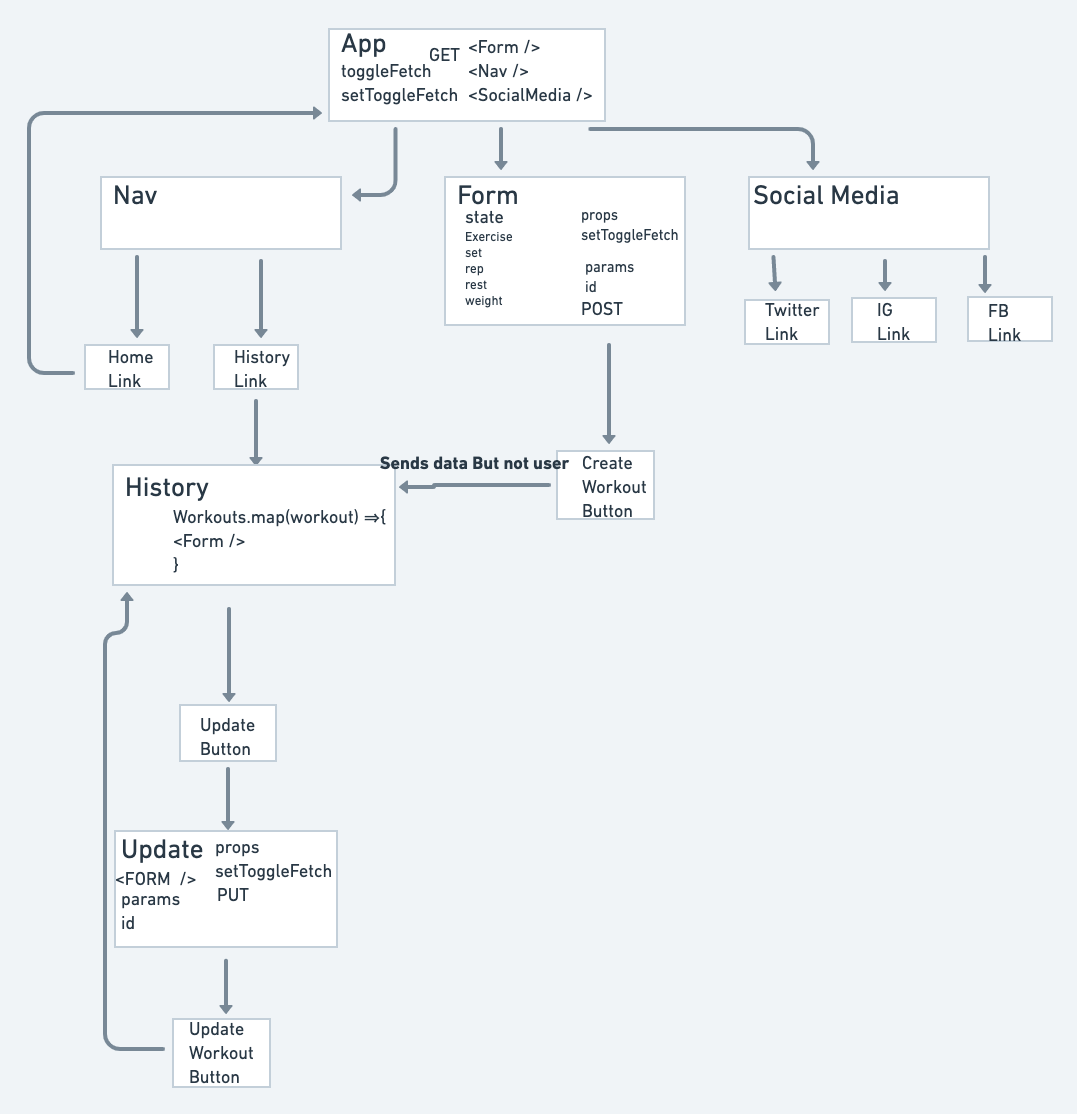 App
GET
toggleFetch
setToggleFetch
<Form />
<Nav />
<SocialMedia />
Nav
Form
state
Exercise
set
rep
rest
weight
props
setToggleFetch
params
id
POST
Social Media
Home
Link
History
Link
Twitter
Link
IG
Link
FB
Link
Sends data But not user
Create
Workout
Button
History
Workouts.map(workout) =>{
<Form />
}
Update
Button
Update
<FORM />
params
id
props
setToggleFetch
PUT
Update
Workout
Button